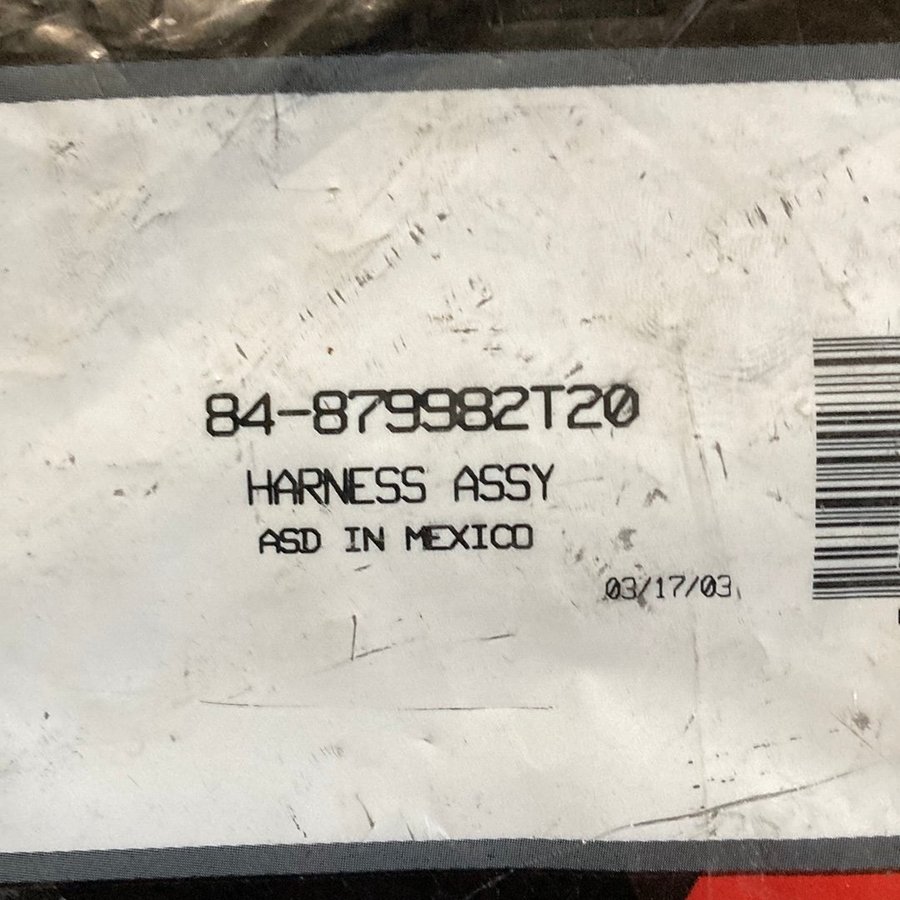 84-879982T20
HARNESS ASSY
ASD IN MEXICO
03/17/03